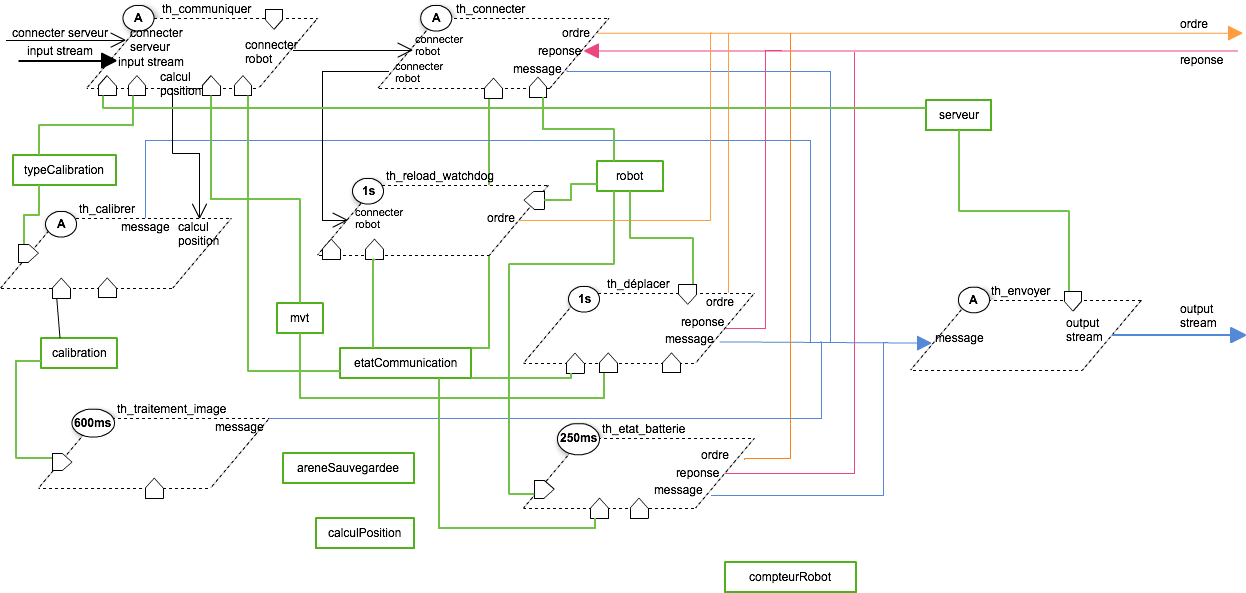 th_communiquer
th_connecter
A
A
connecter serveur
input stream
connecter
serveur
input stream
calcul
position
connecter
robot
connecter
robot
connecter
robot
ordre
reponse
message
ordre
reponse
serveur
typeCalibration
th_calibrer
A
message
calcul
position
th_reload_watchdog
1s
connecter
robot
ordre
robot
mvt
th_déplacer
1s
ordre
reponse
message
th_envoyer
A
message
output
stream
output
stream
calibration
etatCommunication
th_traitement_image
600ms
message
th_etat_batterie
250ms
ordre
reponse
message
areneSauvegardee
calculPosition
compteurRobot